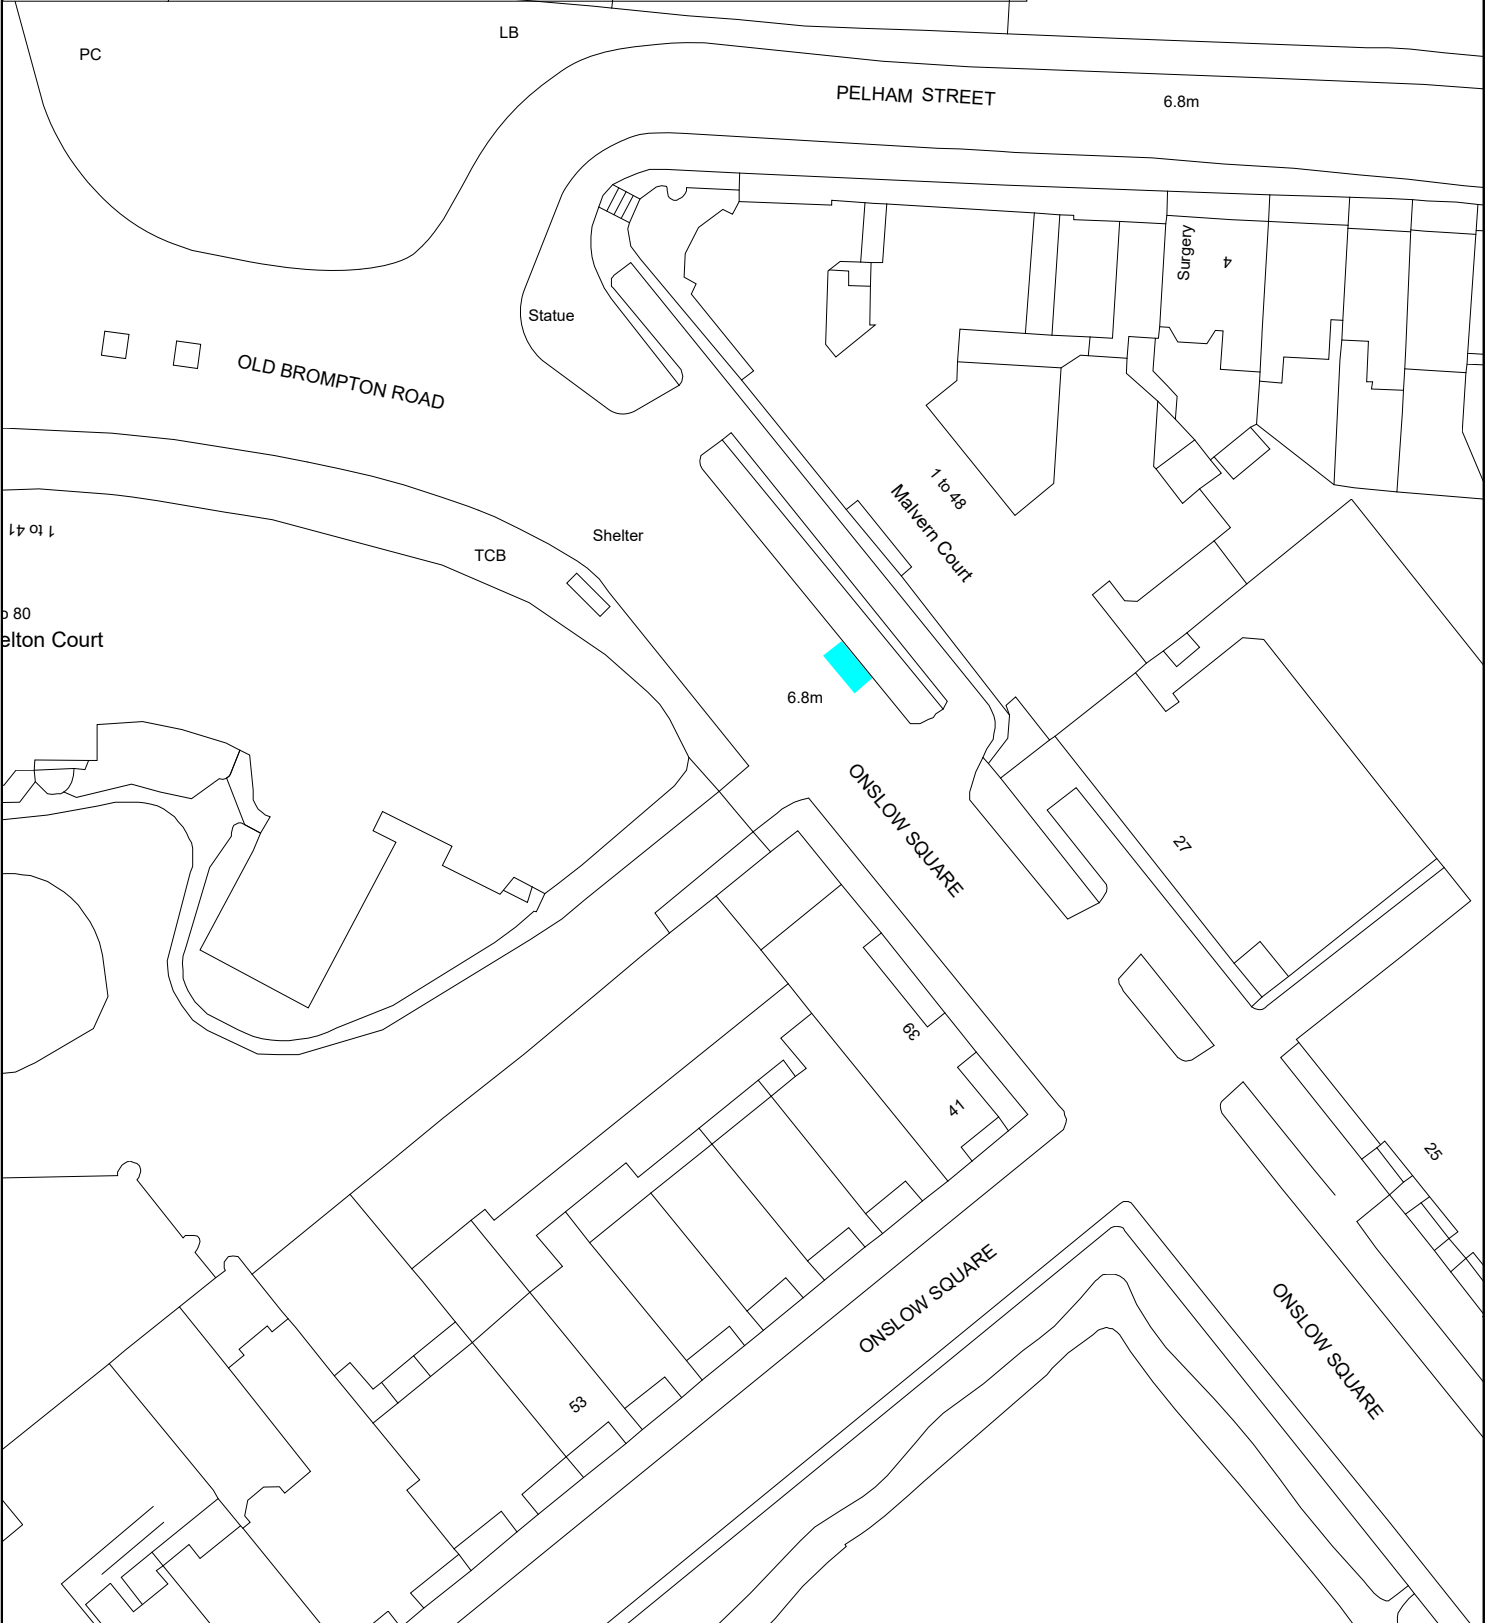 LB
PC
PELHAM STREET
6.8m
Surgery
4
Statue
OLD BROMPTON ROAD
1 to 48
Malvern Court
1 to 41
Shelter
TCB
o 80
elton Court
6.8m
ONSLOW SQUARE
27
39
41
25
ONSLOW SQUARE
ONSLOW SQUARE
53